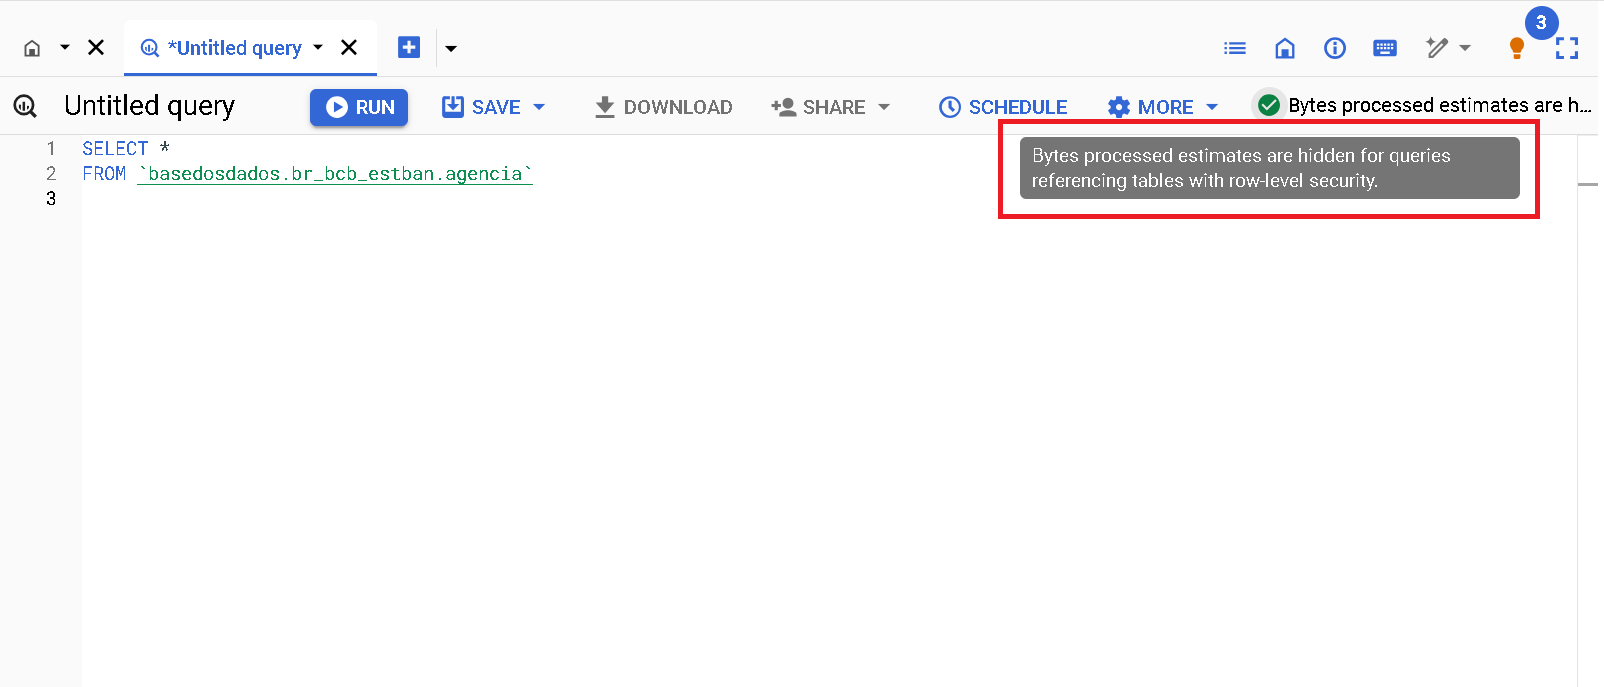 *Untitled query
3
Untitled query
RUN
SAVE
DOWNLOAD
SHARE
SCHEDULE
MORE
Bytes processed estimates are h...
1 SELECT *
2 FROM `basedosdados.br_bcb_estban.agencia`
3
Bytes processed estimates are hidden for queries
referencing tables with row-level security.